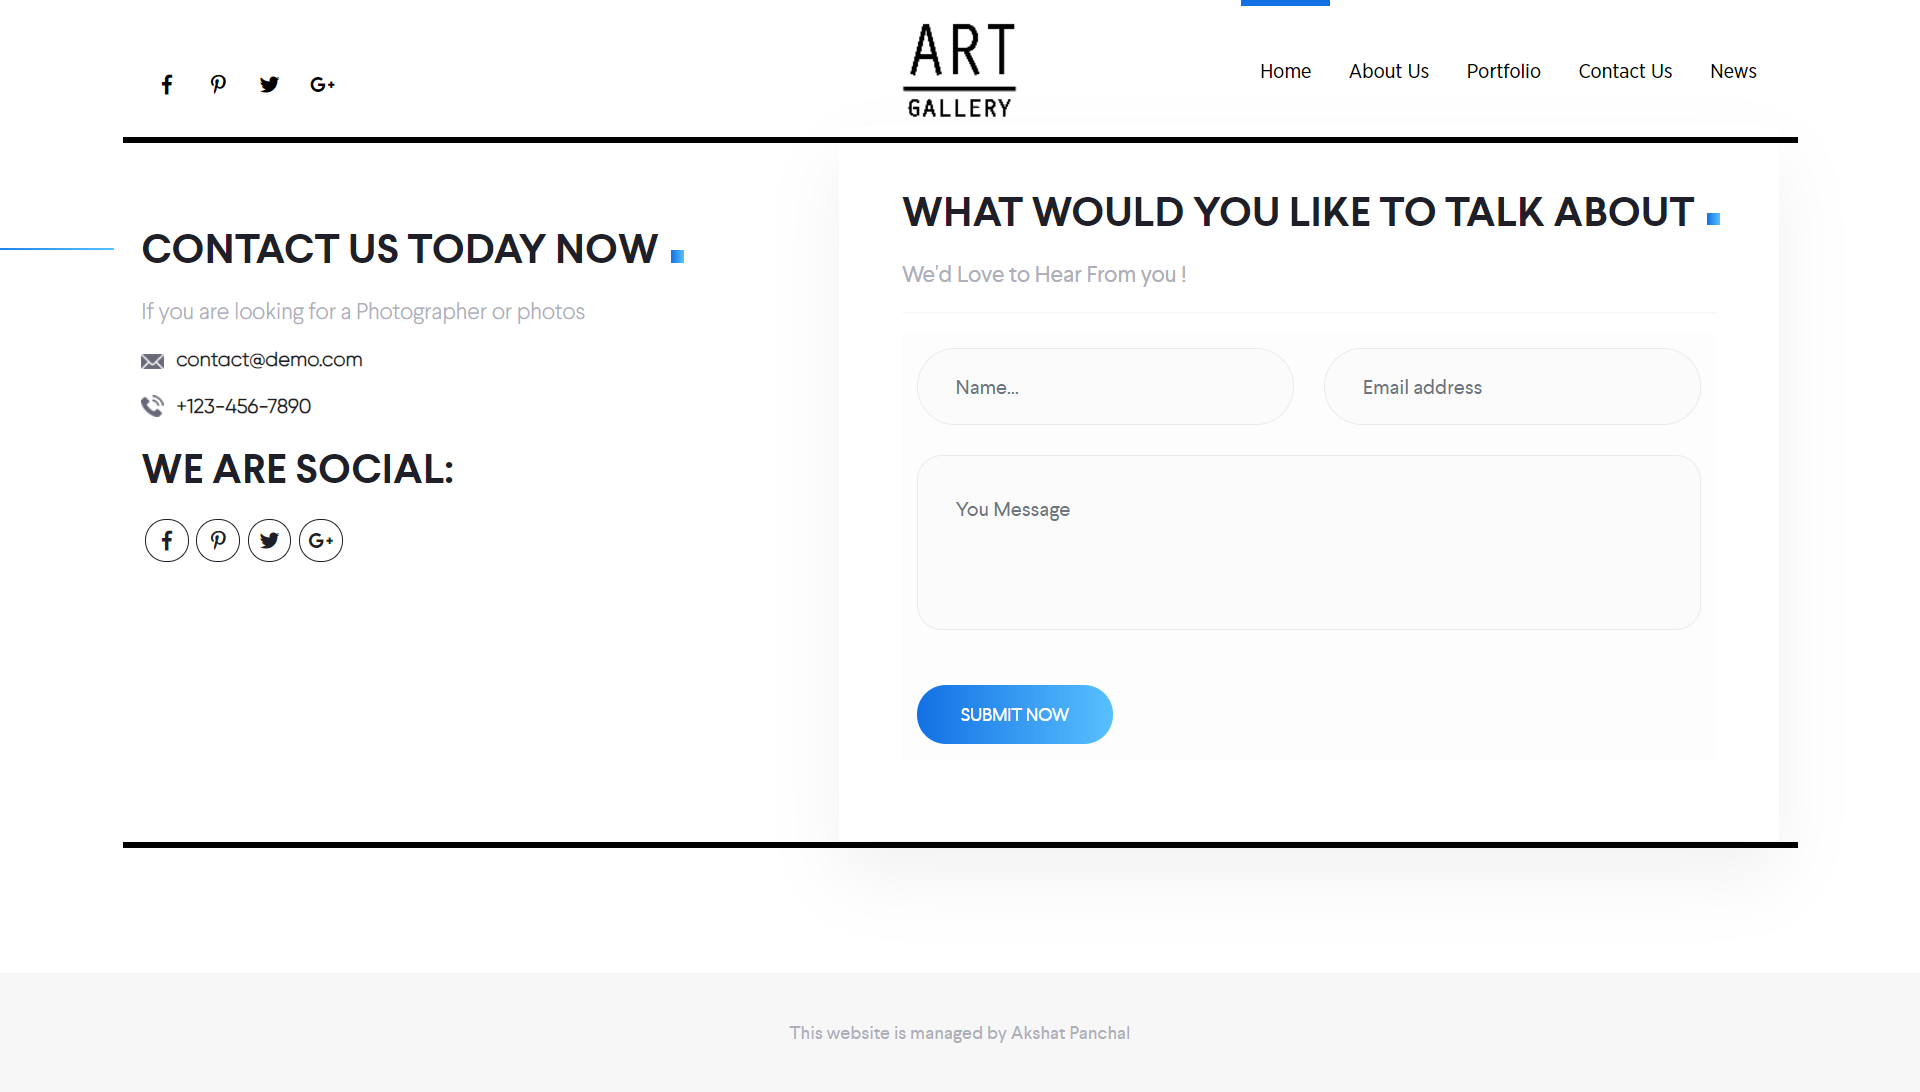 ART
GALLERY
Home About Us Portfolio Contact Us News
CONTACT US TODAY NOW
If you are looking for a Photographer or photos
contact@demo.com
+123-456-7890
WE ARE SOCIAL:
G+
WHAT WOULD YOU LIKE TO TALK ABOUT
We'd Love to Hear From you !
Name...
Email address
You Message
SUBMIT NOW
This website is managed by Akshat Panchal